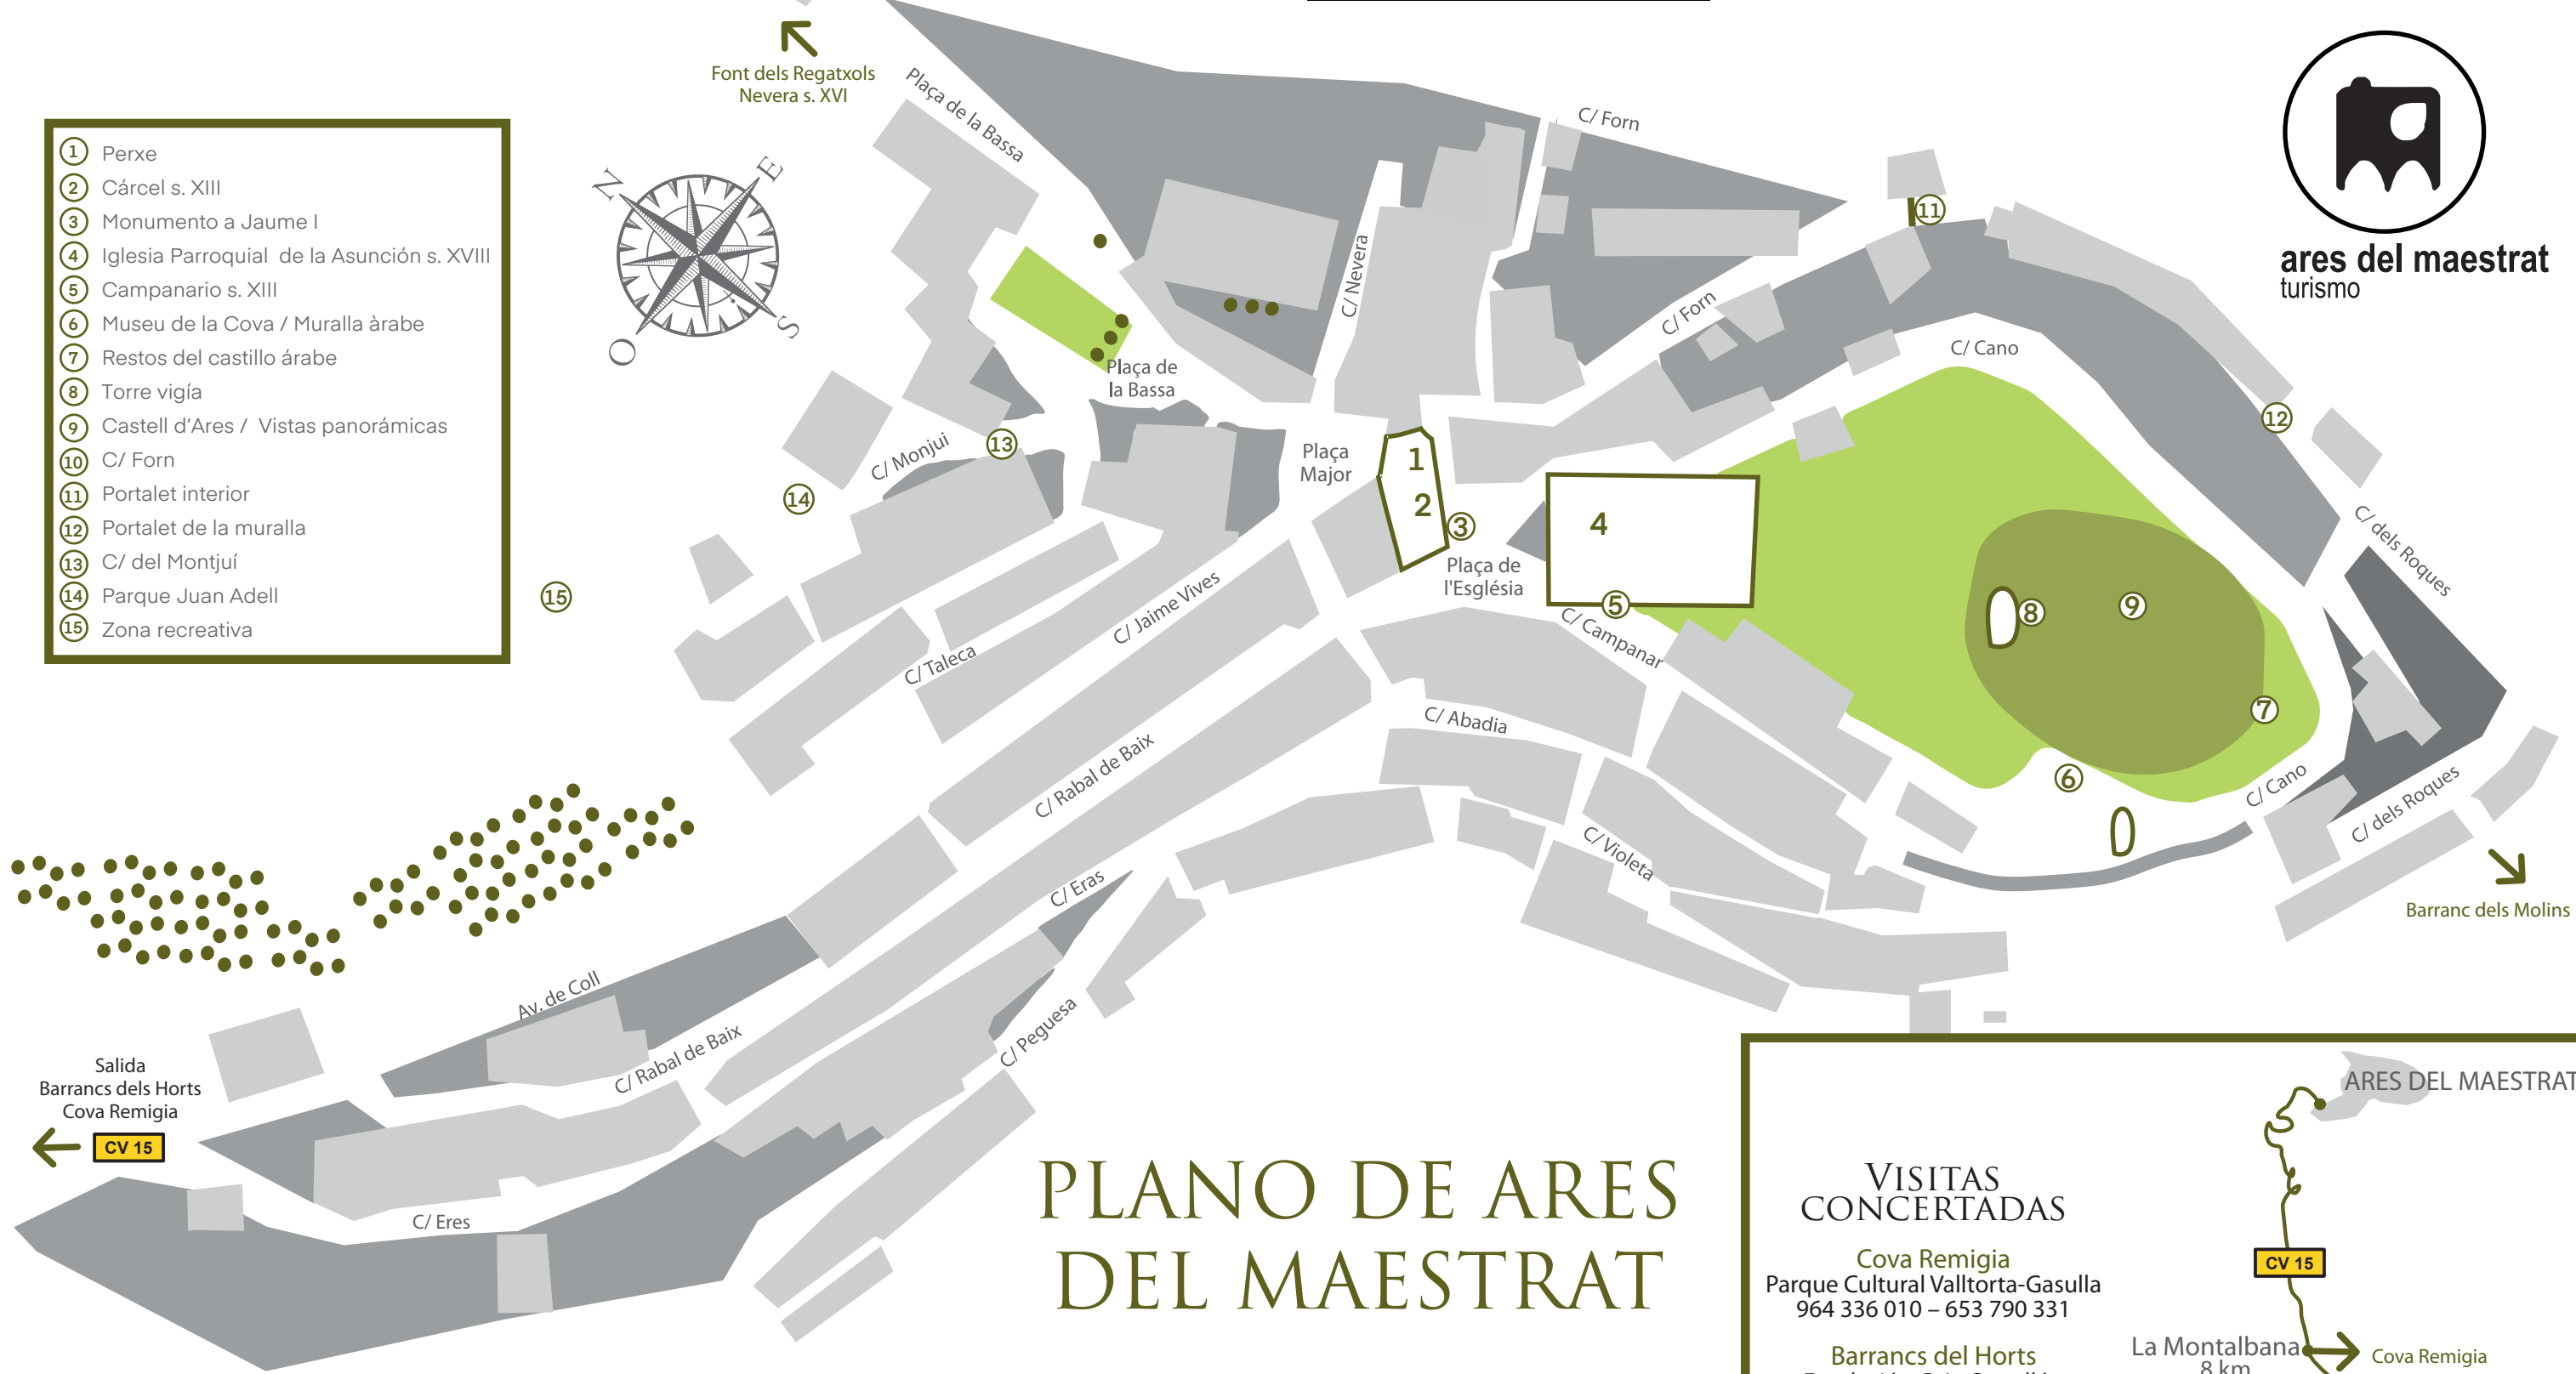 Font dels Regatxols
Nevera s. XVI
1 Perxe
2 Cárcel s. XIII
3 Monumento a Jaume I
4 Iglesia Parroquial de la Asunción s. XVIII
5 Campanario s. XIII
6 Museu de la Cova / Muralla àrabe
7 Restos del castillo árabe
8 Torre vigía
9 Castell d'Ares / Vistas panorámicas
10 C/ Forn
11 Portalet interior
12 Portalet de la muralla
13 C/ del Montjuí
14 Parque Juan Adell
15 Zona recreativa
N
E
S
O
Plaça de la Bassa
C/ Forn
11
ares del maestrat
turismo
C/ Nevera
C/ Forn
C/ Cano
Plaça de
la Bassa
12
C/ Monjui
13
14
15
Plaça
Major
1
2
3
4
5
Plaça de
l'Església
C/ Campanar
8
9
7
6
C/ dels Roques
C/ Jaime Vives
C/ Taleca
C/ Abadia
C/ Rabal de Baix
C/ Cano
C/ dels Roques
C/ Violeta
C/ Eras
Barranc dels Molins
Av. de Coll
C/ Rabal de Baix
C/ Peguesa
Salida
Barrancs dels Horts
Cova Remigia
CV 15
C/ Eres
PLANO DE ARES
DEL MAESTRAT
ARES DEL MAESTRAT
VISITAS
CONCERTADAS
Cova Remigia
Parque Cultural Valltorta-Gasulla
964 336 010 – 653 790 331
Barrancs del Horts
CV 15
La Montalbana
8 km
Cova Remigia